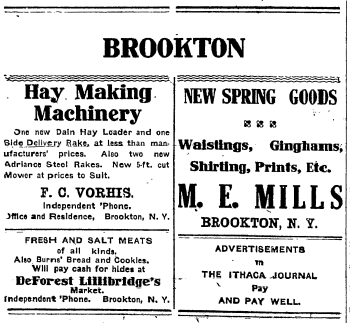 BROOKTON
Hay Making
Machinery
One new Dain Hay Loader and one
Side Delivery Rake, at less than man-
ufacturers' prices. Also two new
Adriance Steel Rakes. New 5-ft. cut
Mower at prices to Suit.
F. C. VORHIS.
Independent 'Phone.
Office and Residence, Brookton, N. Y.
FRESH AND SALT MEATS
of all kinds,
Also Burns' Bread and Cookies.
Will pay cash for hides at
DeForest Lillibridge's
Market.
Independent 'Phone. Brookton, N. Y.
NEW SPRING GOODS
Waistings, Ginghams,
Shirting, Prints, Etc.
M. E. MILLS
BROOKTON, N. Y.
ADVERTISEMENTS
in
THE ITHACA JOURNAL
Pay
AND PAY WELL.